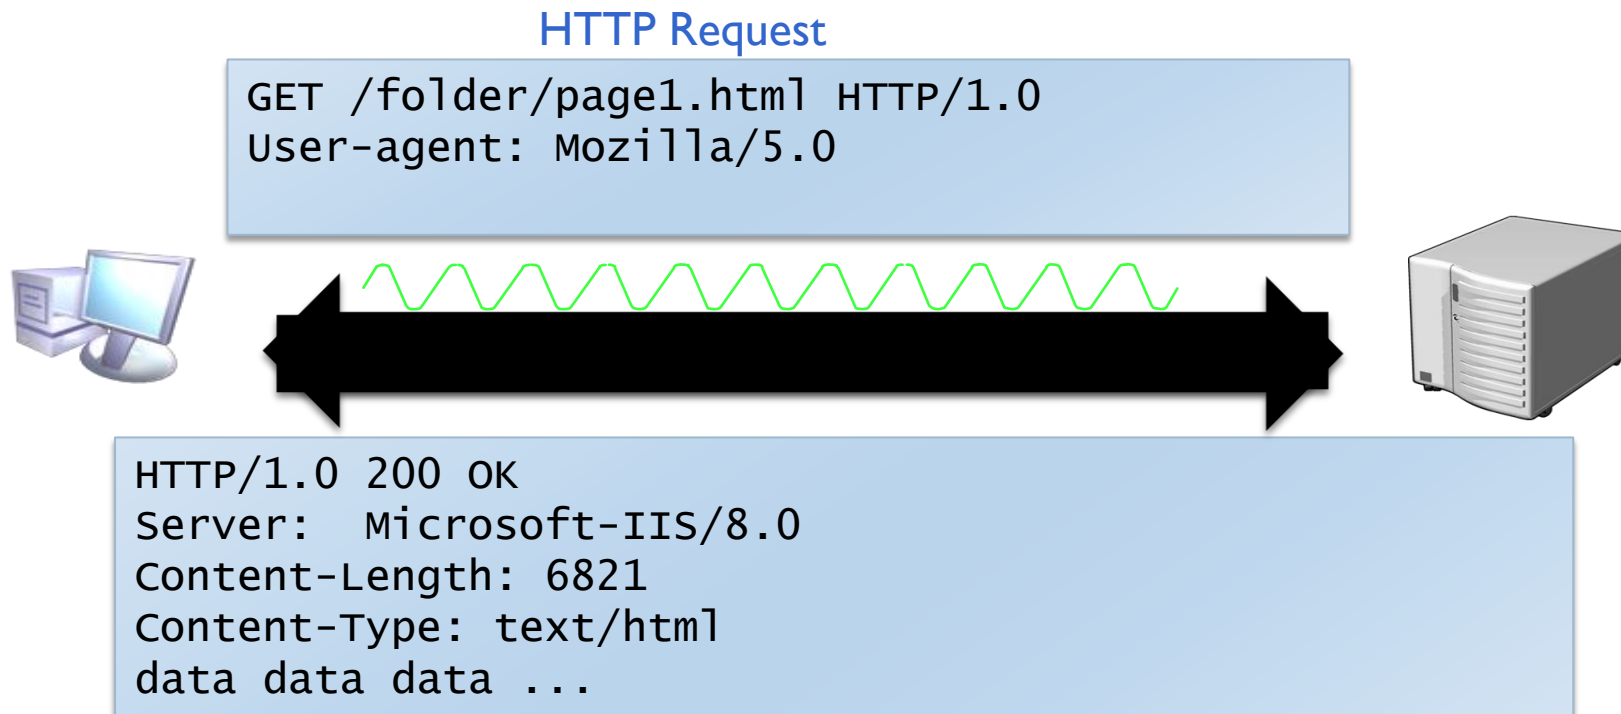 HTTP Request
GET /folder/page1.html HTTP/1.0
User-agent: Mozilla/5.0
HTTP/1.0 200 OK
Server:  Microsoft-IIS/8.0
Content-Length: 6821
Content-Type: text/html
data data data ...